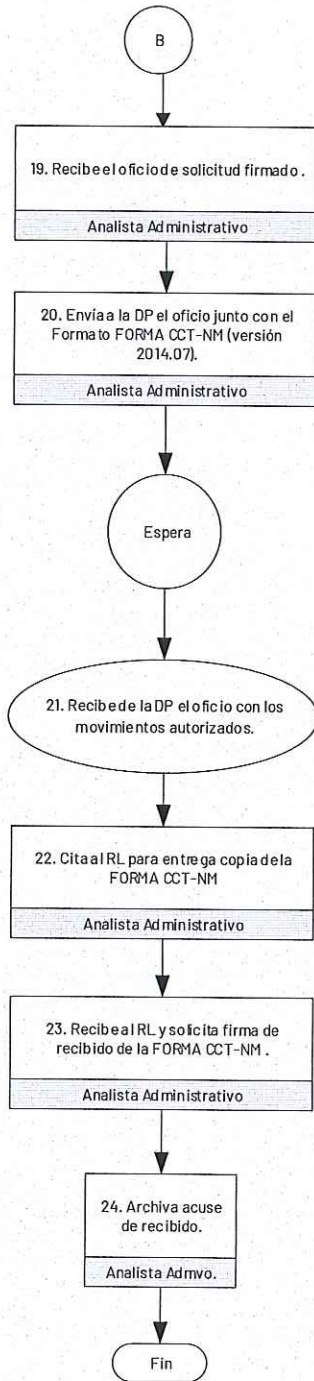 B
19. Recibe el oficio de solicitud firmado.
Analista Administrativo
20. Envía a la DP el oficio junto con el
Formato FORMA CCT-NM (versión
2014.07).
Analista Administrativo
Espera
21. Recibe de la DP el oficio con los
movimientos autorizados.
22. Cita al RL para entrega copia de la
FORMA CCT-NM
Analista Administrativo
23. Recibe al RL y solicita firma de
recibido de la FORMA CCT-NM.
Analista Administrativo
24. Archiva acuse
de recibido.
Analista Admvo.
Fin